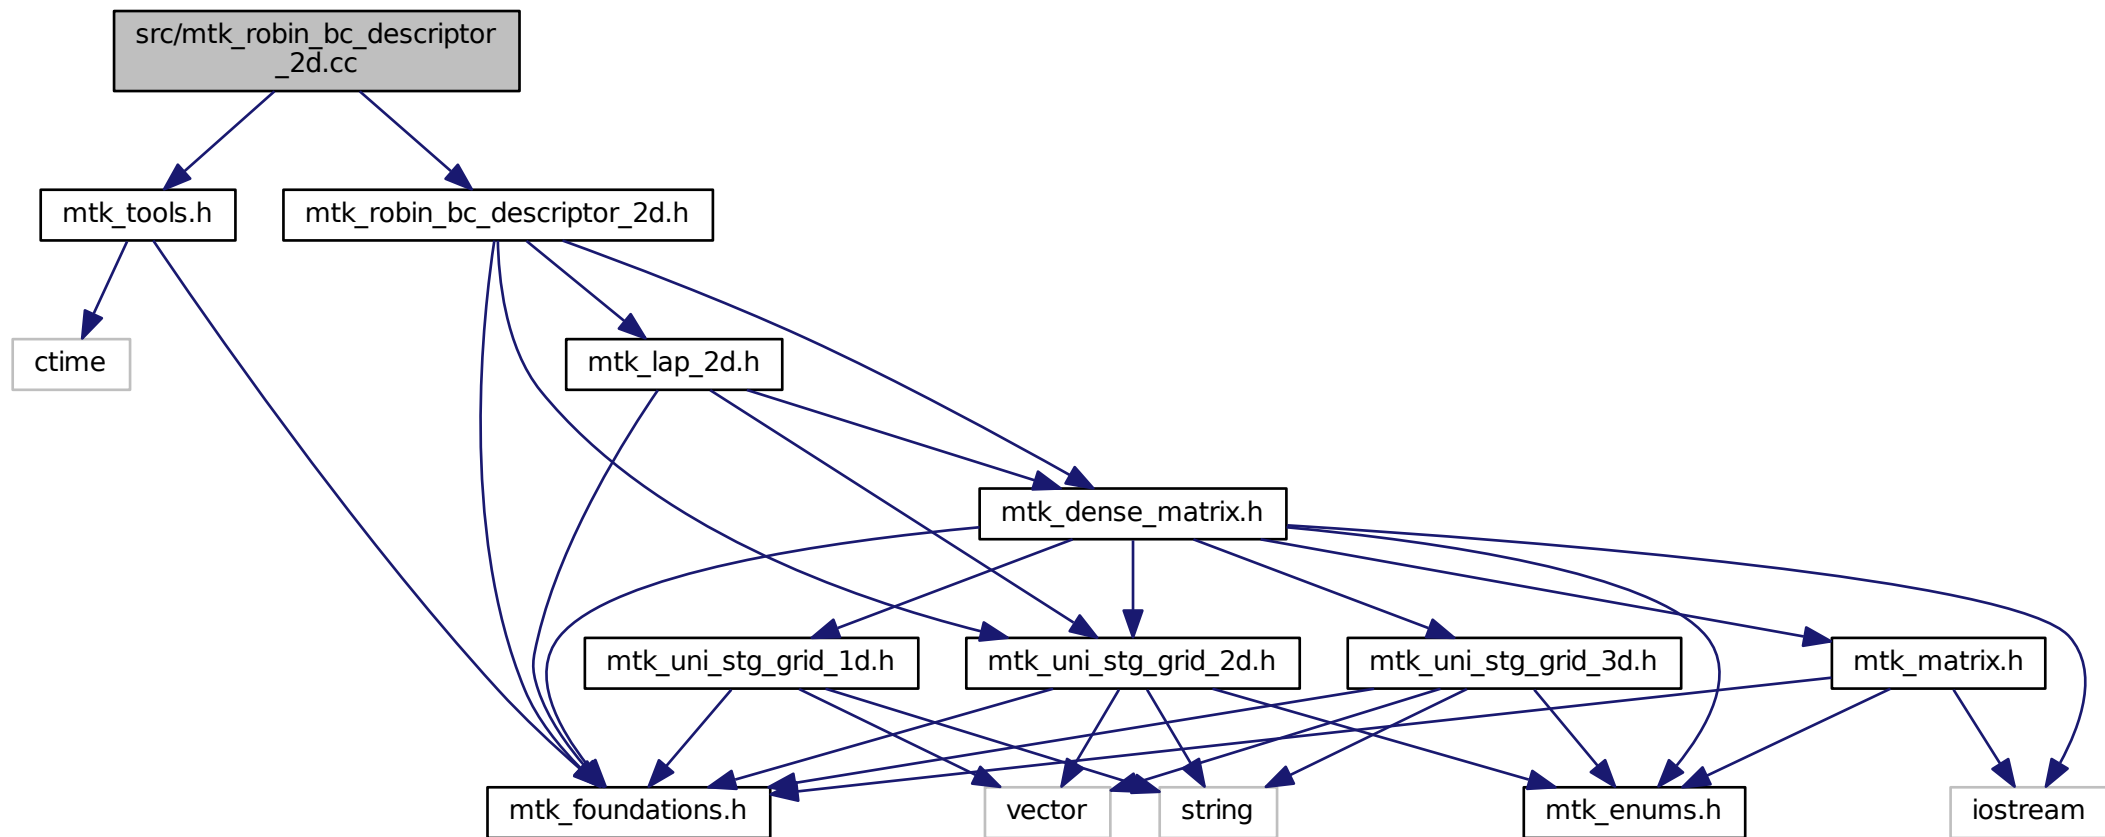 src/mtk_robin_bc_descriptor
_2d.cc
mtk_tools.h
mtk_robin_bc_descriptor_2d.h
ctime
mtk_lap_2d.h
mtk_dense_matrix.h
mtk_uni_stg_grid_1d.h
mtk_uni_stg_grid_2d.h
mtk_uni_stg_grid_3d.h
mtk_matrix.h
mtk_foundations.h
vector
string
mtk_enums.h
iostream